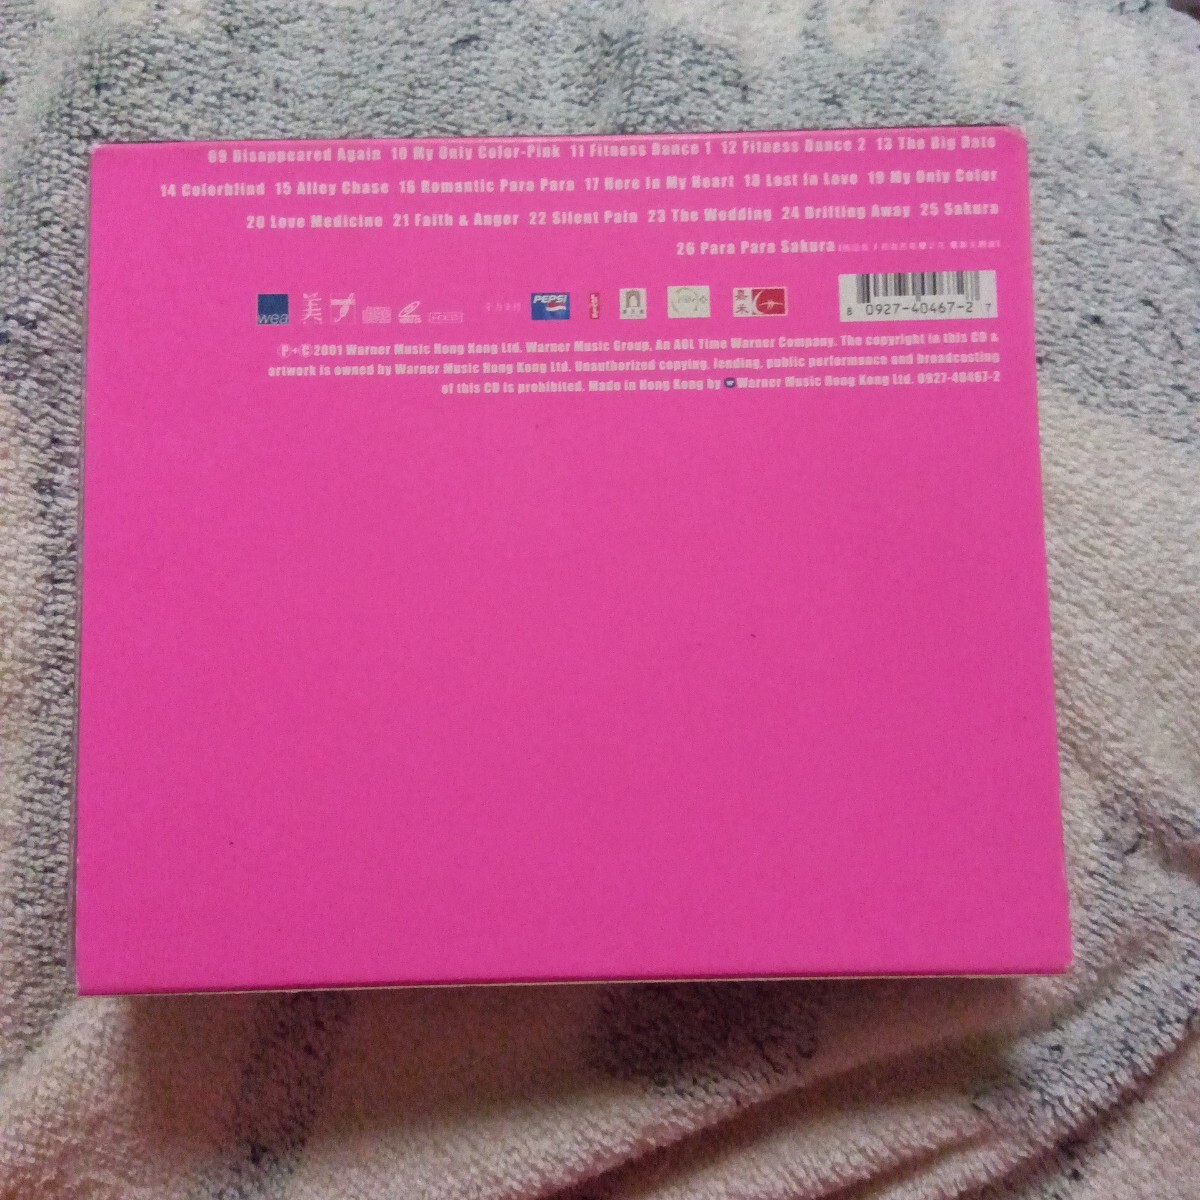 09 Disappeared Again 10 My Only Color-Pink 11 Fitness Dance 1 12 Fitness Dance 2 13 The Big Date
14 Colorblind 15 Alley Chase 16 Romantic Para Para 17 Here In My Heart 18 Lost in Love 19 My Only Color
20 Love Medicine 21 Faith & Anger 22 Silent Pain 23 The Wedding 24 Drifting Away 25 Sakura
26 Para Para Sakura
wea PEPSI 嘉禾 8 0927-40467-2 7
Ⓟ+Ⓒ 2001 Warner Music Hong Kong Ltd. Warner Music Group, An AOL Time Warner Company. The copyright in this CD &
artwork is owned by Warner Music Hong Kong Ltd. Unauthorized copying, lending, public performance and broadcasting
of this CD is prohibited. Made in Hong Kong by Warner Music Hong Kong Ltd. 0927-40467-2